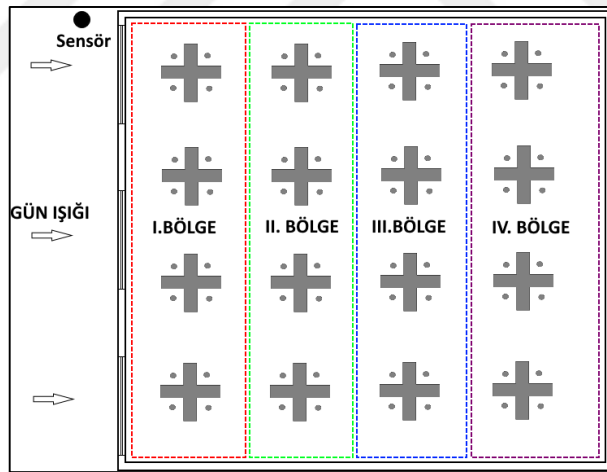 Sensör
GÜN IŞIĞI
I.BÖLGE
II. BÖLGE
III.BÖLGE
IV. BÖLGE